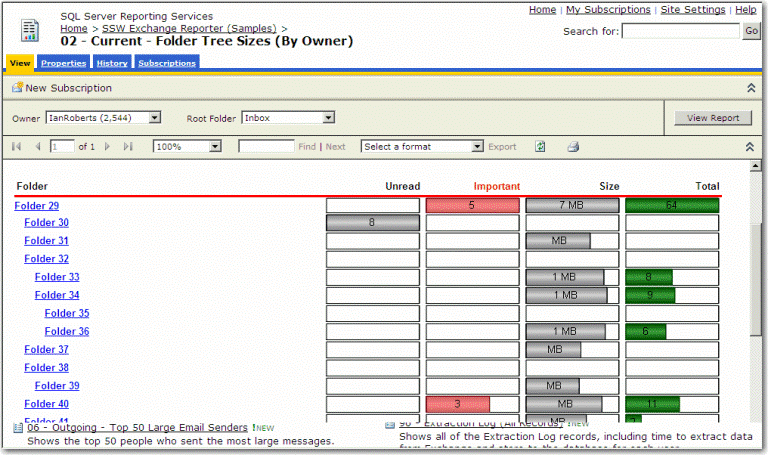 SQL Server Reporting Services
Home | My Subscriptions | Site Settings | Help
Home > SSW Exchange Reporter (Samples) >
02 - Current - Folder Tree Sizes (By Owner)
Search for: Go
View Properties History Subscriptions
New Subscription
Owner IanRoberts (2,544) Root Folder Inbox View Report
1 of 1 100% Find | Next Select a format Export
Folder Unread Important Size Total
Folder 29 5 7 MB 64
Folder 30 8
Folder 31 MB
Folder 32
Folder 33 1 MB 8
Folder 34 1 MB 9
Folder 35
Folder 36 1 MB 6
Folder 37 MB
Folder 38
Folder 39 MB
Folder 40 3 MB 11
Folder 41 MB
06 - Outgoing - Top 50 Large Email Senders !NEW
Shows the top 50 people who sent the most large messages.
- Extraction Log (All Records) !NEW
Shows all of the Extraction Log records, including time to extract data
from Exchange and store to the database for each user.